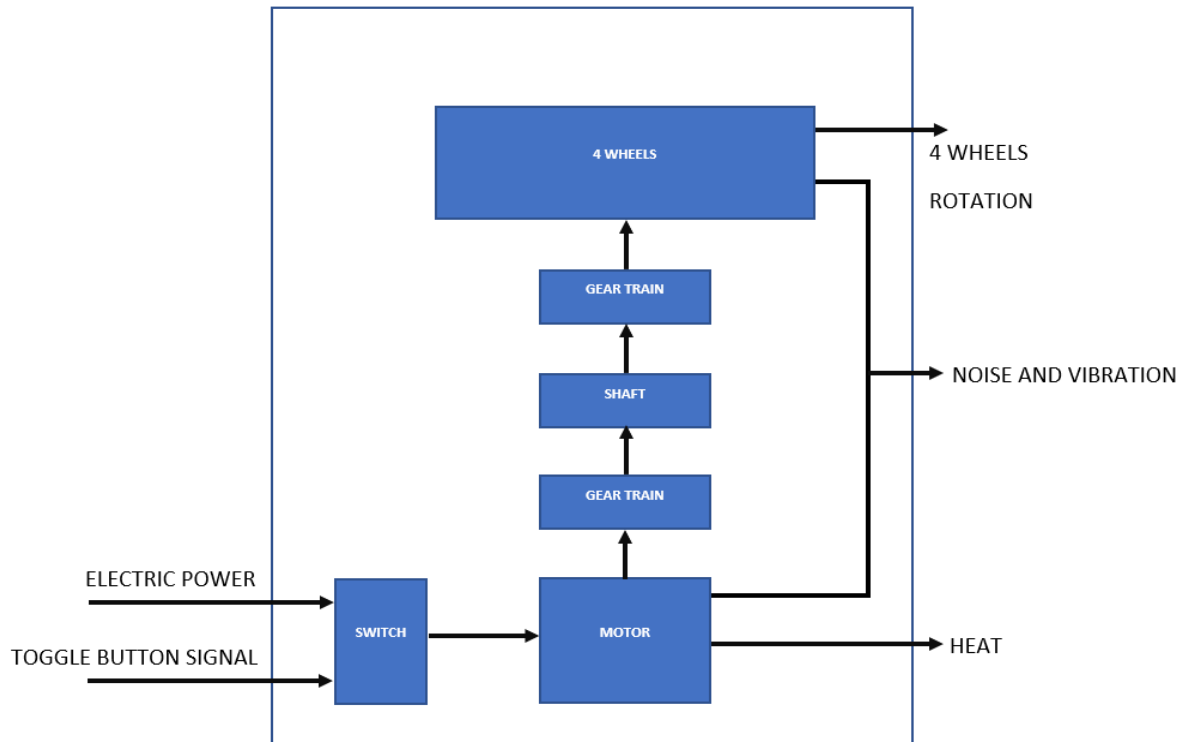 4 WHEELS
4 WHEELS
ROTATION
GEAR TRAIN
SHAFT
NOISE AND VIBRATION
GEAR TRAIN
ELECTRIC POWER
SWITCH
MOTOR
HEAT
TOGGLE BUTTON SIGNAL